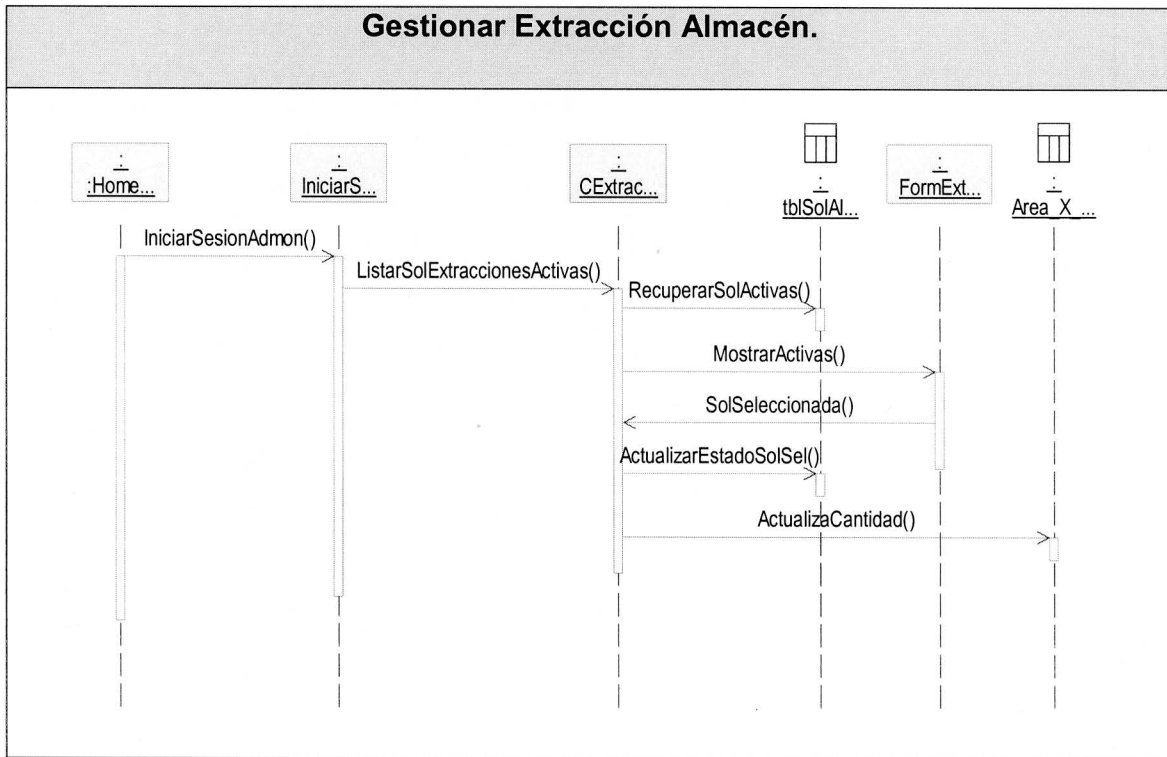 Gestionar Extracción Almacén.
:
:Home...
:
IniciarS...
:
CExtrac...
:
tblSolAl...
:
FormExt...
:
Area_X_...
IniciarSesionAdmon()
ListarSolExtraccionesActivas()
RecuperarSolActivas()
MostrarActivas()
SolSeleccionada()
ActualizarEstadoSolSel()
ActualizaCantidad()